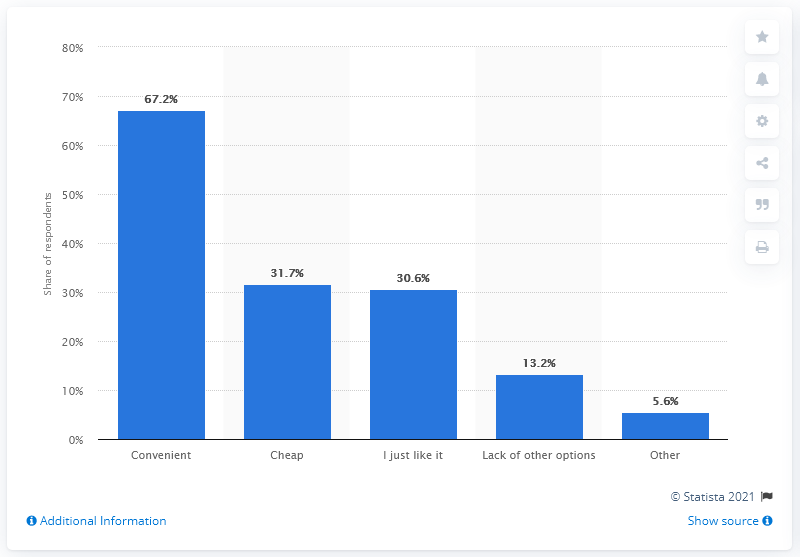 80%
70%
60%
50%
40%
30%
20%
10%
0%
Share of respondents
67.2%
31.7%
30.6%
13.2%
5.6%
Convenient
Cheap
I just like it
Lack of other options
Other
© Statista 2021
Additional Information
Show source